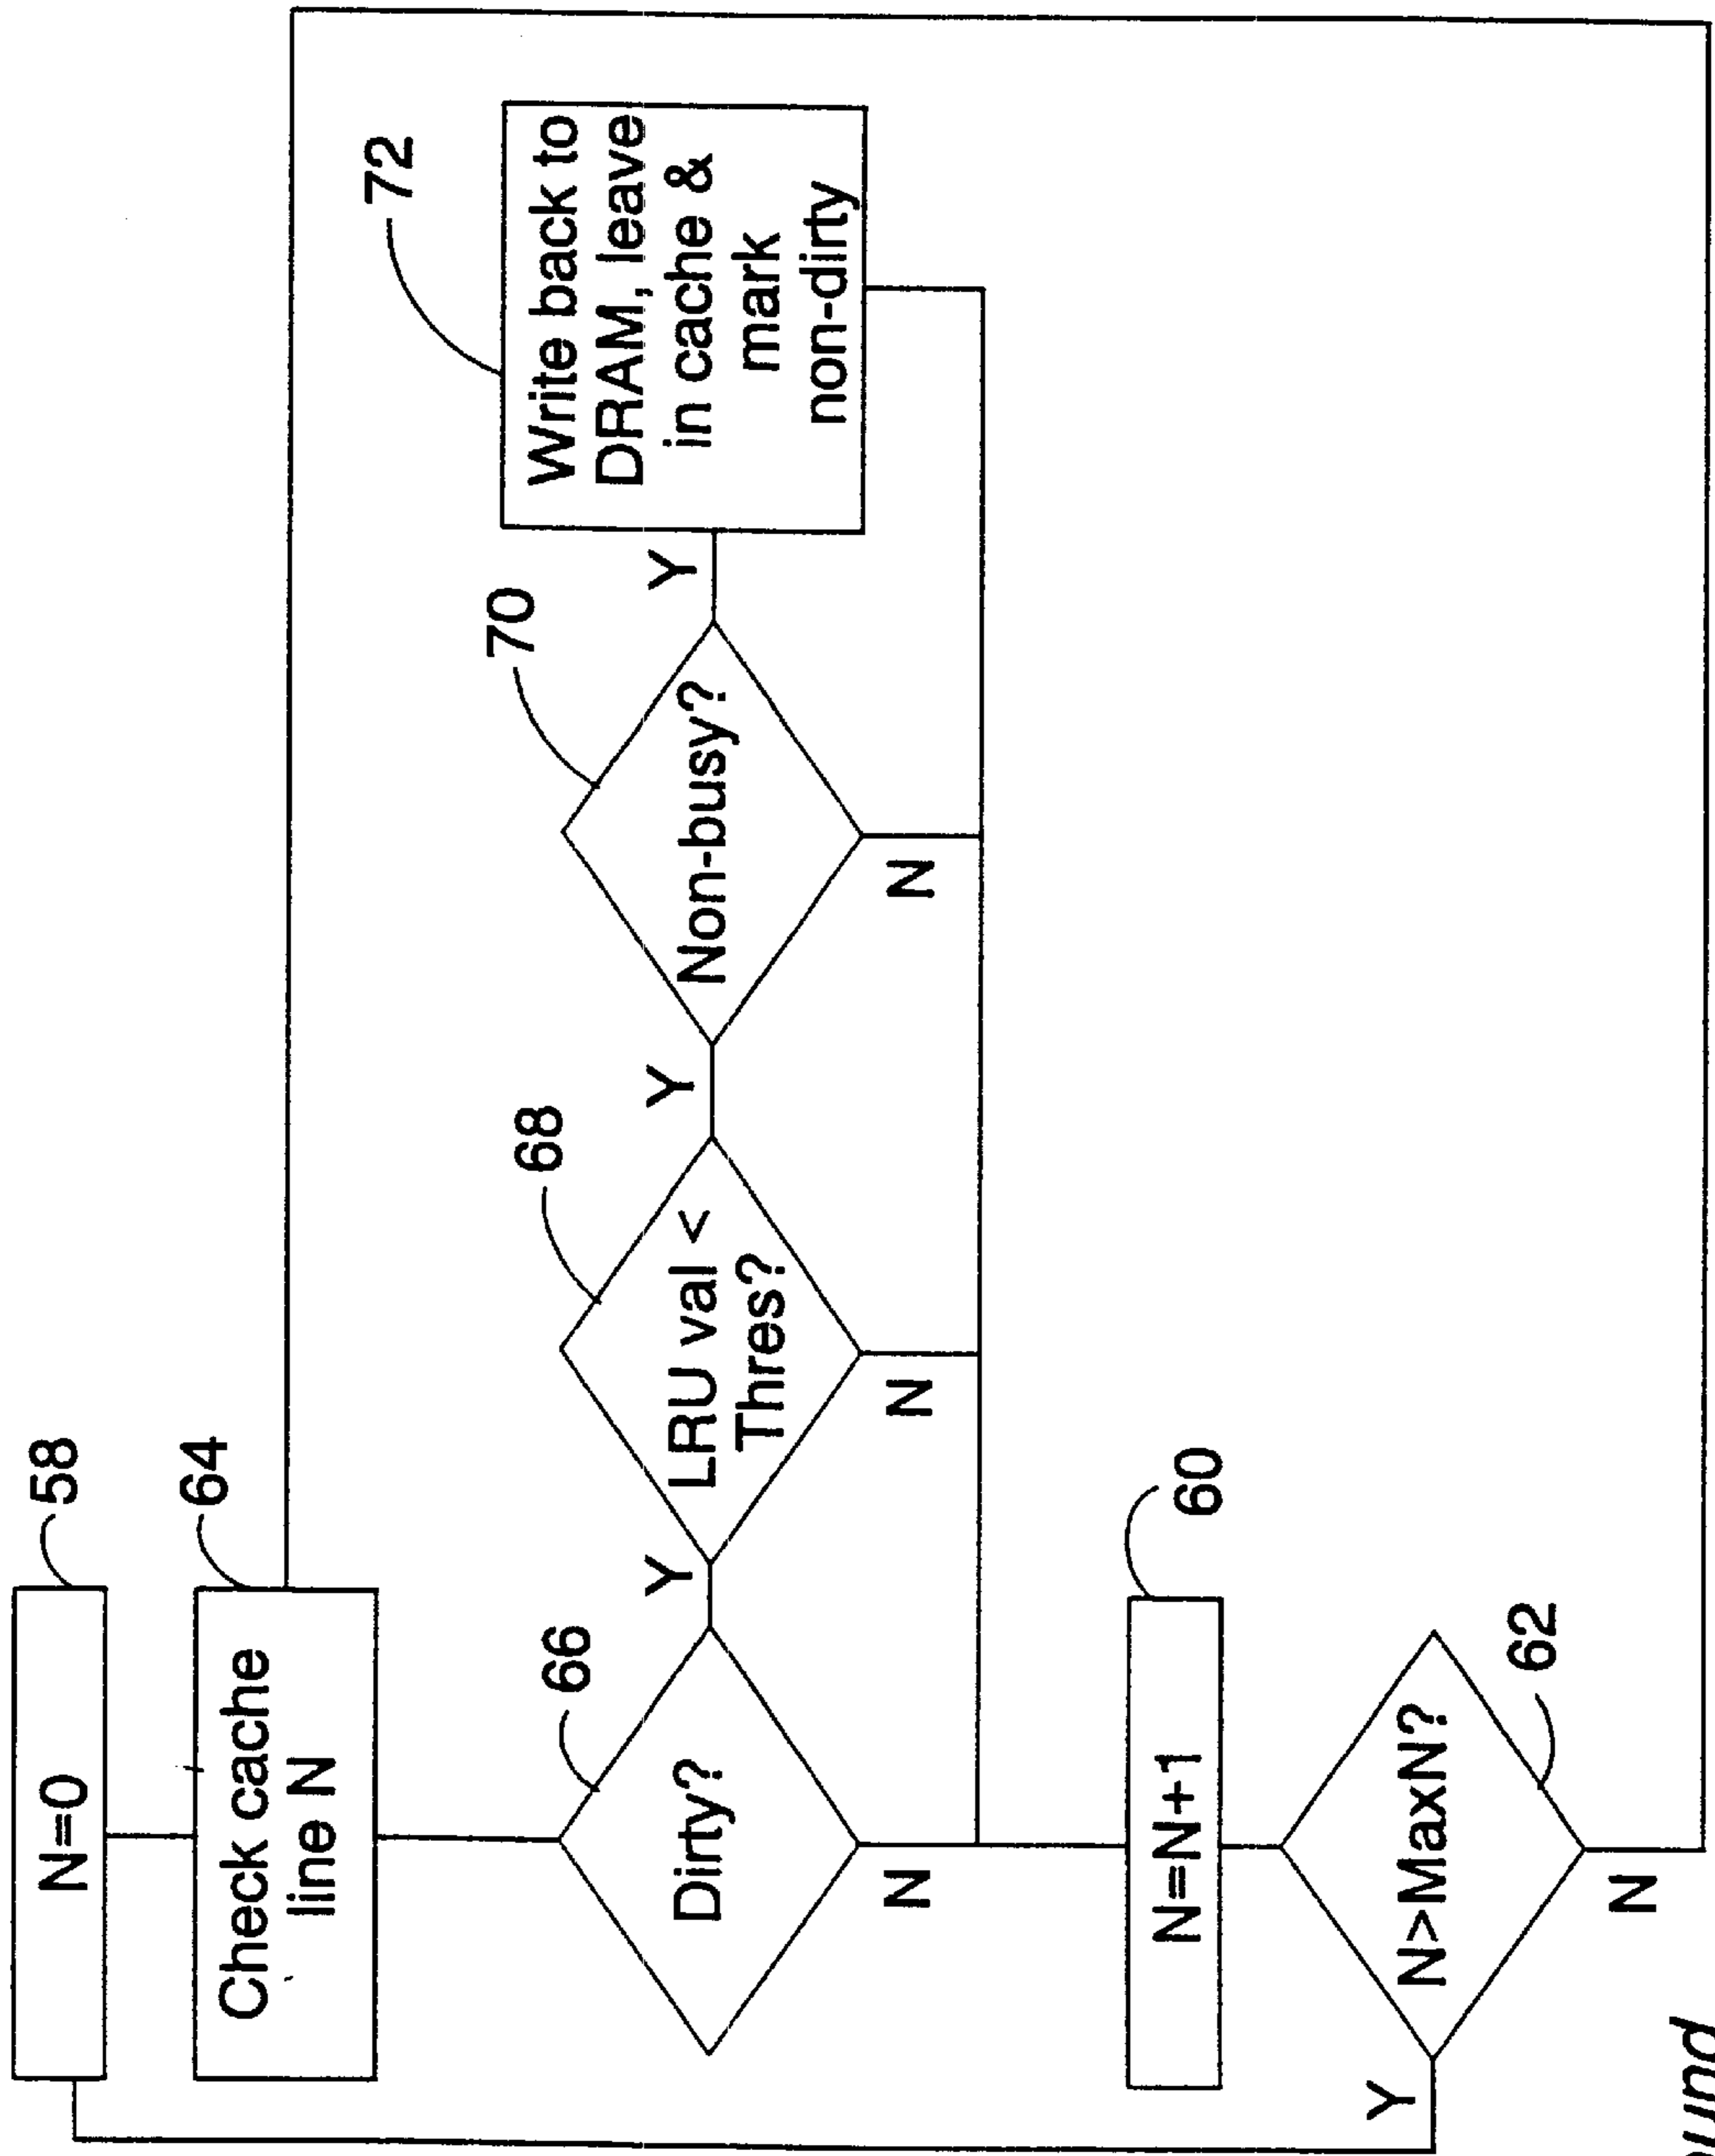 N=0
58
Check cache
line N
64
Dirty?
66
Y
N
LRU val <
Thres?
68
Y
N
Non-busy?
70
Y
N
Write back to
DRAM, leave
in cache &
mark
non-dirty
72
N=N+1
60
N>MaxN?
62
Y
N